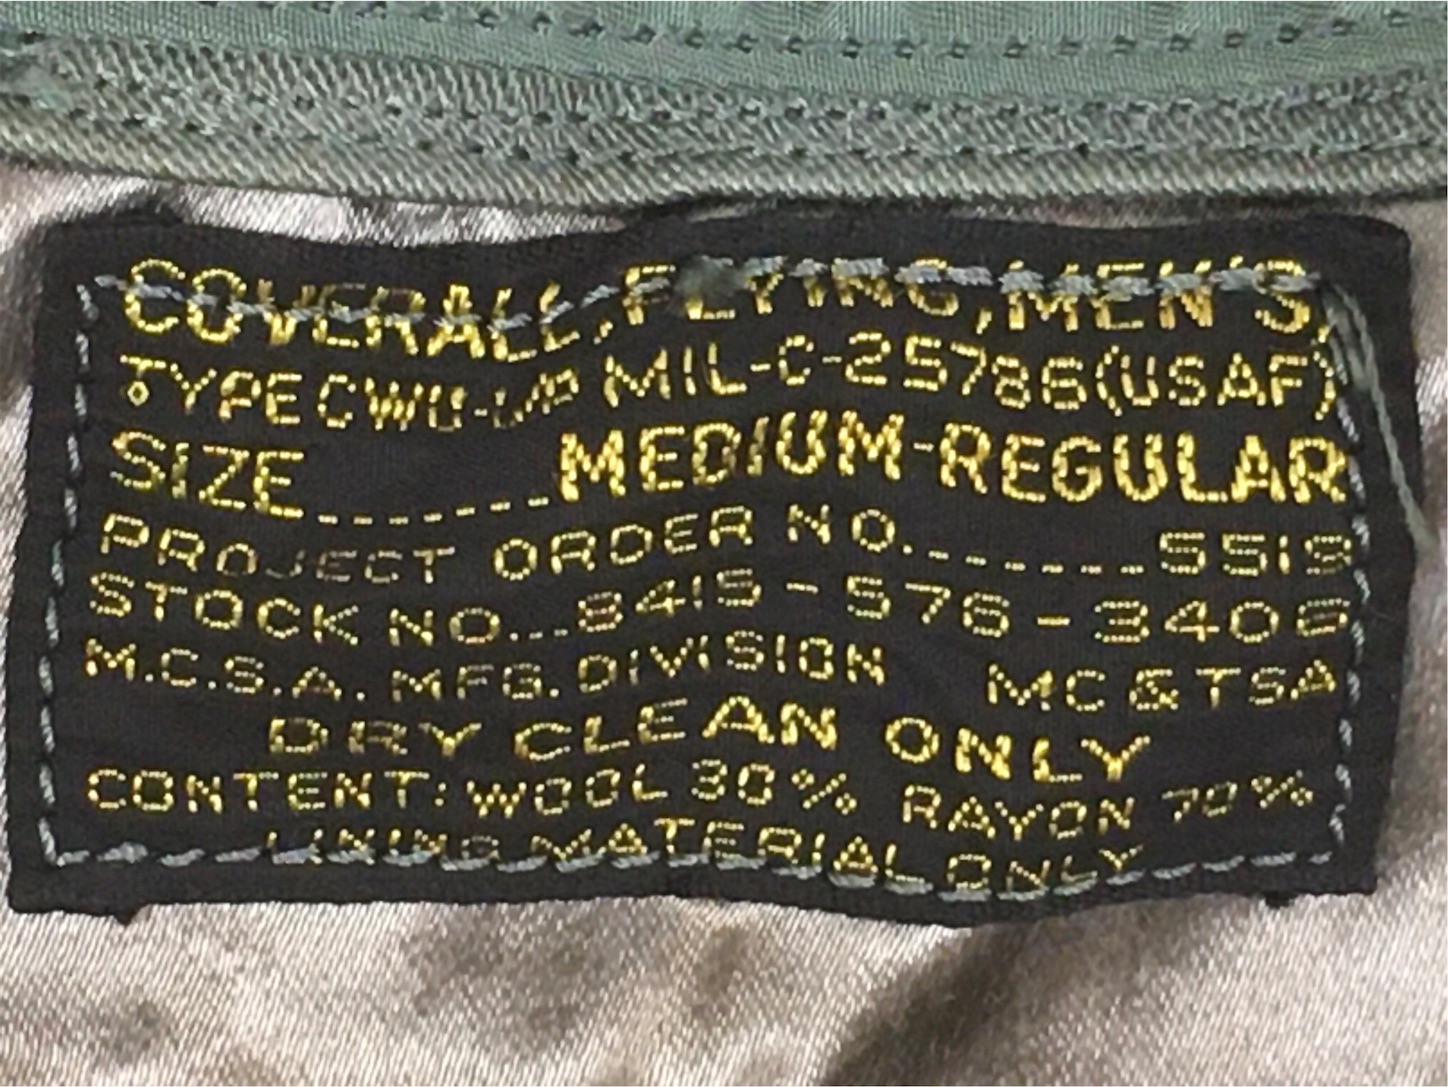 COVERALL, FLYING, MEN'S,
TYPE CWU-1/P MIL-C-25786(USAF)
SIZE.......MEDIUM-REGULAR
PROJECT ORDER NO.......5519
STOCK NO...8415-576-3406
M.C.S.A. MFG. DIVISION MC&TSA
DRY CLEAN ONLY
CONTENT: WOOL 30% RAYON 70%
LINING MATERIAL ONLY